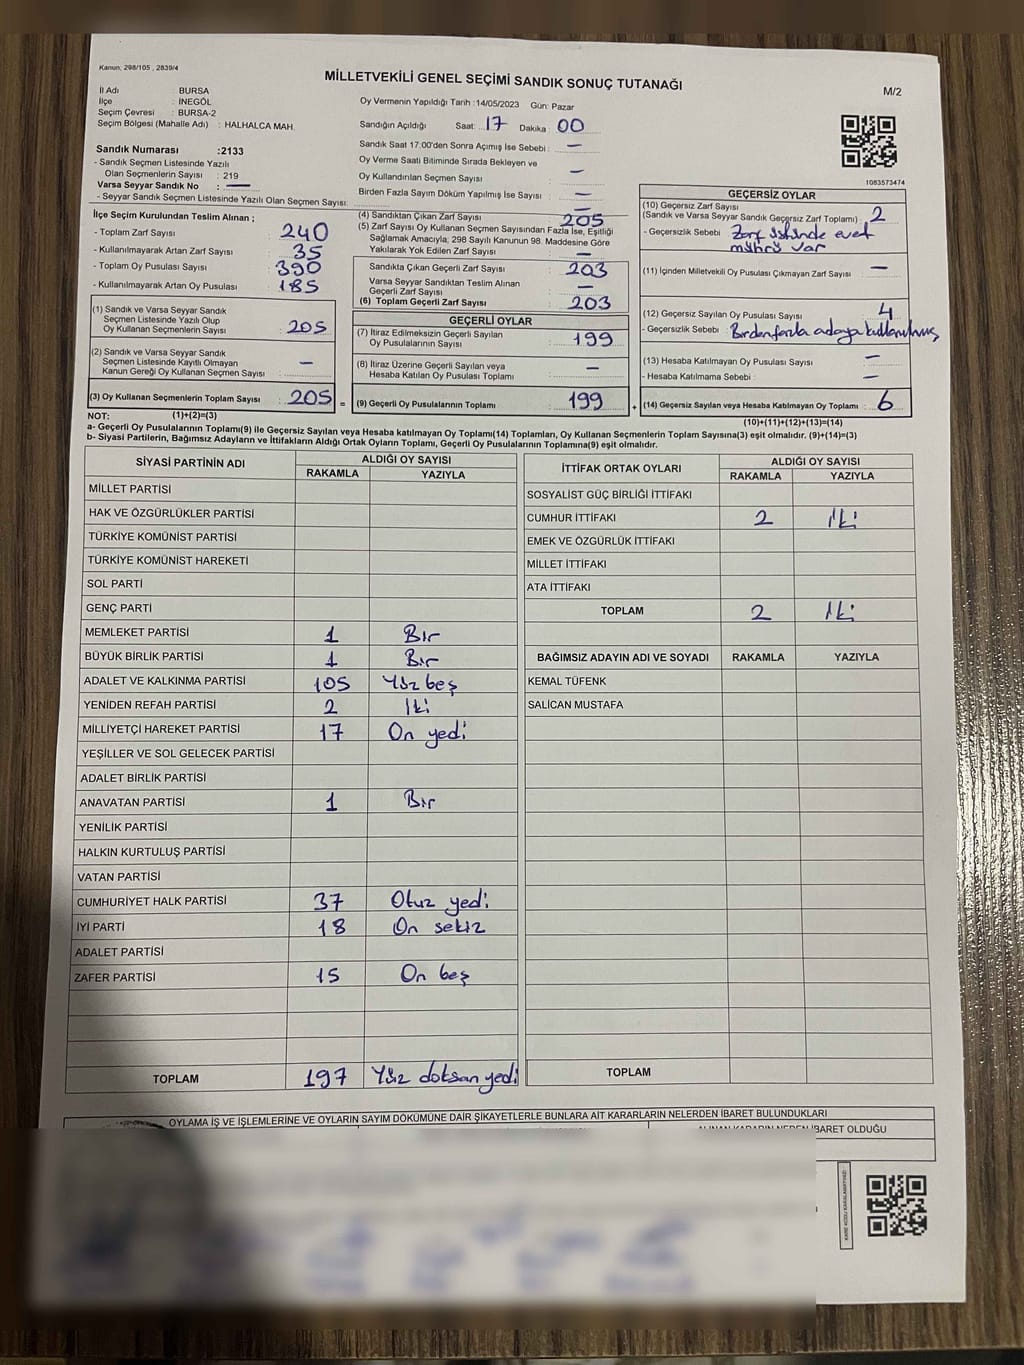 Kanun; 298/105 , 2839/4
MİLLETVEKİLİ GENEL SEÇİMİ SANDIK SONUÇ TUTANAĞI
M/2
İl Adı : BURSA
İlçe : İNEGÖL
Seçim Çevresi : BURSA-2
Seçim Bölgesi (Mahalle Adı) : HALHALCA MAH.
Sandık Numarası :2133
- Sandık Seçmen Listesinde Yazılı
Olan Seçmenlerin Sayısı : 219
Varsa Seyyar Sandık No : —
- Seyyar Sandık Seçmen Listesinde Yazılı Olan Seçmen Sayısı:
Oy Vermenin Yapıldığı Tarih :14/05/2023 Gün: Pazar
Sandığın Açıldığı Saat: 17 Dakika: 00
Sandık Saat 17:00'den Sonra Açılmış İse Sebebi : —
Oy Verme Saati Bitiminde Sırada Bekleyen ve
Oy Kullandırılan Seçmen Sayısı : —
Birden Fazla Sayım Döküm Yapılmış İse Sayısı : —
1083573474
İlçe Seçim Kurulundan Teslim Alınan ;
- Toplam Zarf Sayısı : 240
- Kullanılmayarak Artan Zarf Sayısı : 35
- Toplam Oy Pusulası Sayısı : 390
- Kullanılmayarak Artan Oy Pusulası : 185
(1) Sandık ve Varsa Seyyar Sandık
Seçmen Listesinde Yazılı Olup
Oy Kullanan Seçmenlerin Sayısı : 205
(2) Sandık ve Varsa Seyyar Sandık
Seçmen Listesinde Kayıtlı Olmayan
Kanun Gereği Oy Kullanan Seçmen Sayısı : —
(3) Oy Kullanan Seçmenlerin Toplam Sayısı : 205 =
(4) Sandıktan Çıkan Zarf Sayısı : 205
(5) Zarf Sayısı Oy Kullanan Seçmen Sayısından Fazla İse, Eşitliği
Sağlamak Amacıyla, 298 Sayılı Kanunun 98. Maddesine Göre
Yakılarak Yok Edilen Zarf Sayısı : —
Sandıkta Çıkan Geçerli Zarf Sayısı : 203
Varsa Seyyar Sandıktan Teslim Alınan
Geçerli Zarf Sayısı : —
(6) Toplam Geçerli Zarf Sayısı : 203
GEÇERLİ OYLAR
(7) İtiraz Edilmeksizin Geçerli Sayılan
Oy Pusulalarının Sayısı : 199
(8) İtiraz Üzerine Geçerli Sayılan veya
Hesaba Katılan Oy Pusulası Toplamı : —
(9) Geçerli Oy Pusulalarının Toplamı : 199 +
GEÇERSİZ OYLAR
(10) Geçersiz Zarf Sayısı
(Sandık ve Varsa Seyyar Sandık Geçersiz Zarf Toplamı) : 2
- Geçersizlik Sebebi : Zarf üstünde evet
mührü var
(11) İçinden Milletvekili Oy Pusulası Çıkmayan Zarf Sayısı : —
(12) Geçersiz Sayılan Oy Pusulası Sayısı : 4
- Geçersizlik Sebebi : Birden fazla adaya kullanılmış
(13) Hesaba Katılmayan Oy Pusulası Sayısı : —
- Hesaba Katılmama Sebebi : —
(14) Geçersiz Sayılan veya Hesaba Katılmayan Oy Toplamı : 6
NOT: (1)+(2)=(3)
(10)+(11)+(12)+(13)=(14)
a- Geçerli Oy Pusulalarının Toplamı(9) ile Geçersiz Sayılan veya Hesaba katılmayan Oy Toplamı(14) Toplamları, Oy Kullanan Seçmenlerin Toplam Sayısına(3) eşit olmalıdır. (9)+(14)=(3)
b- Siyasi Partilerin, Bağımsız Adayların ve İttifakların Aldığı Ortak Oyların Toplamı, Geçerli Oy Pusulalarının Toplamına(9) eşit olmalıdır.
SİYASİ PARTİNİN ADI ALDIĞI OY SAYISI
RAKAMLA YAZIYLA
MİLLET PARTİSİ
HAK VE ÖZGÜRLÜKLER PARTİSİ
TÜRKİYE KOMÜNİST PARTİSİ
TÜRKİYE KOMÜNİST HAREKETİ
SOL PARTİ
GENÇ PARTİ
MEMLEKET PARTİSİ 1 Bir
BÜYÜK BİRLİK PARTİSİ 1 Bir
ADALET VE KALKINMA PARTİSİ 105 Yüz beş
YENİDEN REFAH PARTİSİ 2 İki
MİLLİYETÇİ HAREKET PARTİSİ 17 On yedi
YEŞİLLER VE SOL GELECEK PARTİSİ
ADALET BİRLİK PARTİSİ
ANAVATAN PARTİSİ 1 Bir
YENİLİK PARTİSİ
HALKIN KURTULUŞ PARTİSİ
VATAN PARTİSİ
CUMHURİYET HALK PARTİSİ 37 Otuz yedi
İYİ PARTİ 18 On sekiz
ADALET PARTİSİ
ZAFER PARTİSİ 15 On beş
TOPLAM 197 Yüz doksan yedi
İTTİFAK ORTAK OYLARI ALDIĞI OY SAYISI
RAKAMLA YAZIYLA
SOSYALİST GÜÇ BİRLİĞİ İTTİFAKI
CUMHUR İTTİFAKI 2 İki
EMEK VE ÖZGÜRLÜK İTTİFAKI
MİLLET İTTİFAKI
ATA İTTİFAKI
TOPLAM 2 İki
BAĞIMSIZ ADAYIN ADI VE SOYADI RAKAMLA YAZIYLA
KEMAL TÜFENK
SALİCAN MUSTAFA
TOPLAM
OYLAMA İŞ VE İŞLEMLERİNE VE OYLARIN SAYIM DÖKÜMÜNE DAİR ŞİKAYETLERLE BUNLARA AİT KARARLARIN NELERDEN İBARET BULUNDUKLARI
ALINAN KARARIN NEDEN İBARET OLDUĞU